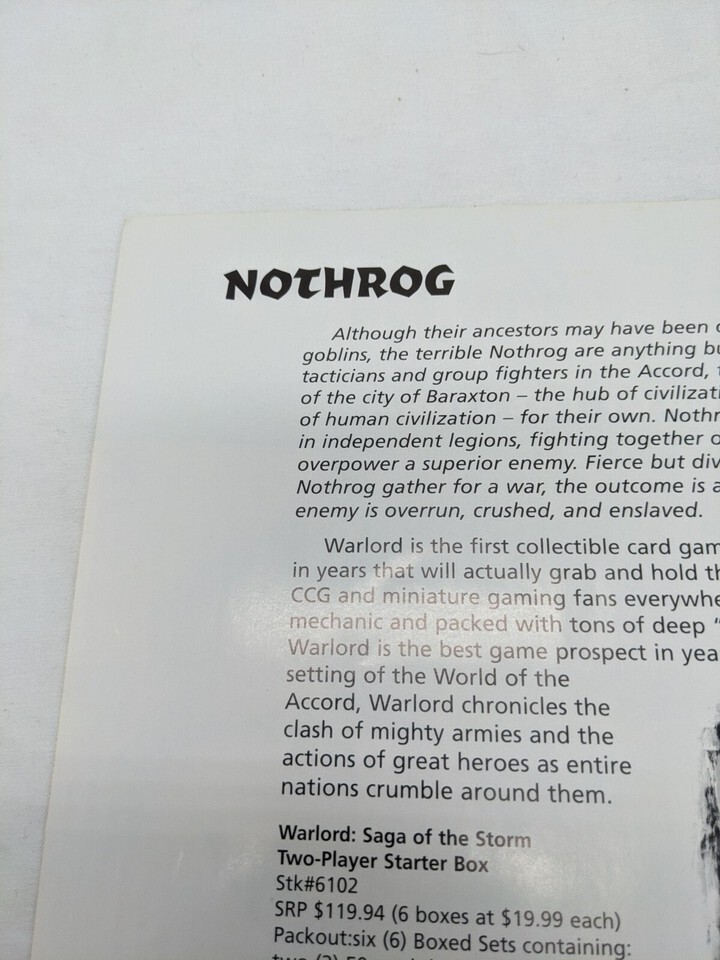 NOTHROG
Although their ancestors may have been
goblins, the terrible Nothrog are anything
tacticians and group fighters in the Accord,
of the city of Baraxton – the hub of
of human civilization – for their own.
in independent legions, fighting together
overpower a superior enemy. Fierce but
Nothrog gather for a war, the outcome is
enemy is overrun, crushed, and enslaved.
Warlord is the first collectible card
in years that will actually grab and hold
CCG and miniature gaming fans
mechanic and packed with tons of deep
Warlord is the best game prospect in
setting of the World of the
Accord, Warlord chronicles the
clash of mighty armies and the
actions of great heroes as entire
nations crumble around them.
Warlord: Saga of the Storm
Two-Player Starter Box
Stk#6102
SRP $119.94 (6 boxes at $19.99 each)
Packout:six (6) Boxed Sets containing: